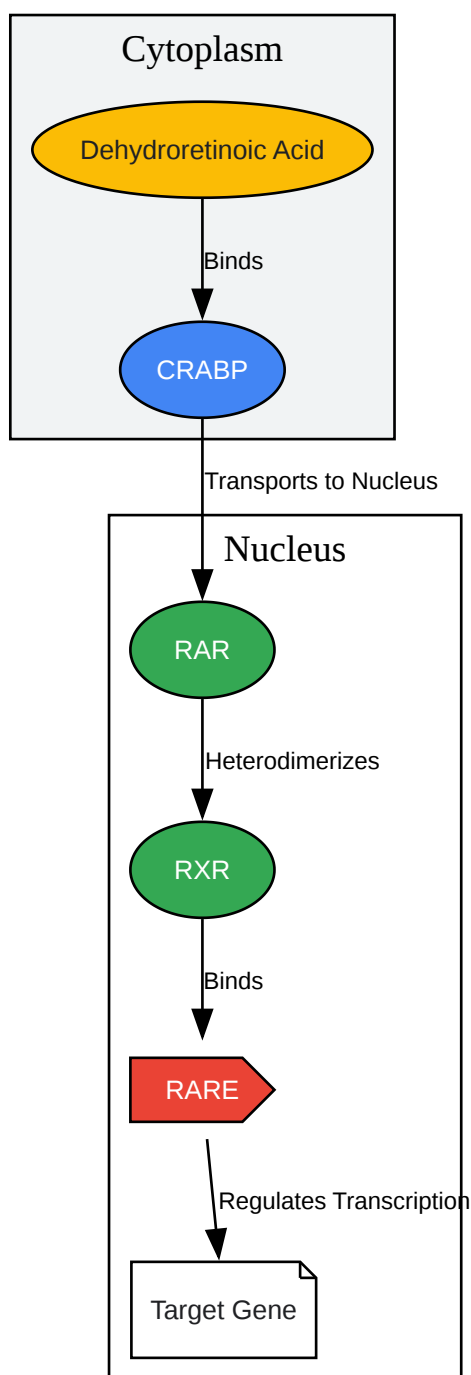 Cytoplasm
Dehydroretinoic Acid
Binds
CRABP
Transports to Nucleus
Nucleus
RAR
Heterodimerizes
RXR
Binds
RARE
Regulates Transcription
Target Gene